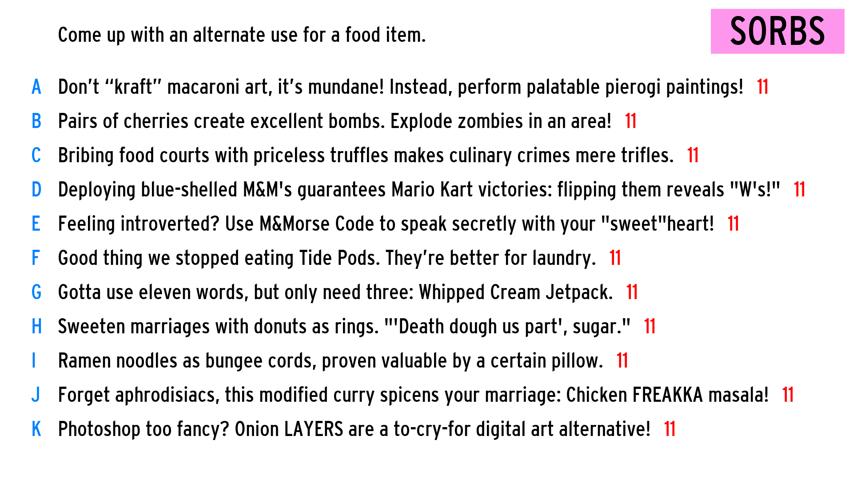 Come up with an alternate use for a food item.
SORBS
A Don't “kraft” macaroni art, it's mundane! Instead, perform palatable pierogi paintings! 11
B Pairs of cherries create excellent bombs. Explode zombies in an area! 11
C Bribing food courts with priceless truffles makes culinary crimes mere trifles. 11
D Deploying blue-shelled M&M's guarantees Mario Kart victories: flipping them reveals "W's!" 11
E Feeling introverted? Use M&Morse Code to speak secretly with your "sweet"heart! 11
F Good thing we stopped eating Tide Pods. They're better for laundry. 11
G Gotta use eleven words, but only need three: Whipped Cream Jetpack. 11
H Sweeten marriages with donuts as rings. "'Death dough us part', sugar." 11
I Ramen noodles as bungee cords, proven valuable by a certain pillow. 11
J Forget aphrodisiacs, this modified curry spicens your marriage: Chicken FREAKKA masala! 11
K Photoshop too fancy? Onion LAYERS are a to-cry-for digital art alternative! 11